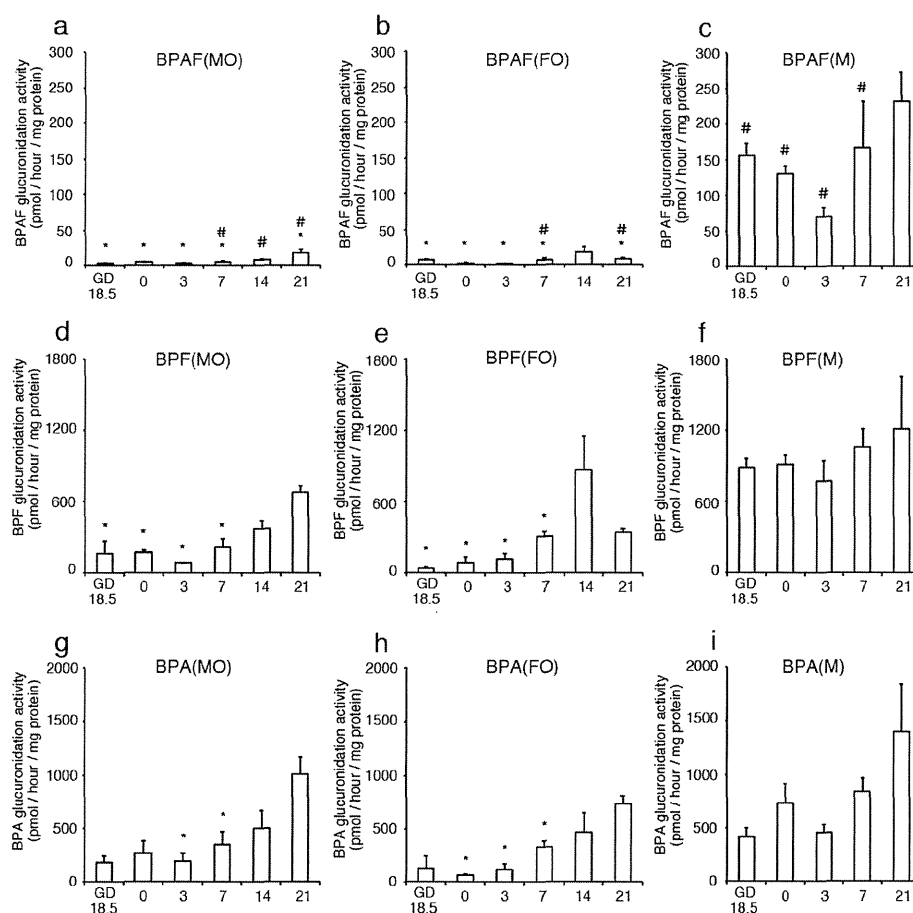 a
BPAF(MO)
BPAF glucuronidation activity
(pmol / hour / mg protein)
300
250
200
150
100
50
0
* * * # * # # *
GD 18.5 0 3 7 14 21
b
BPAF(FO)
BPAF glucuronidation activity
(pmol / hour / mg protein)
300
250
200
150
100
50
0
* * * # * # *
GD 18.5 0 3 7 14 21
c
BPAF(M)
BPAF glucuronidation activity
(pmol / hour / mg protein)
300
250
200
150
100
50
0
# # # #
GD 18.5 0 3 7 21
d
BPF(MO)
BPF glucuronidation activity
(pmol / hour / mg protein)
1800
1200
600
0
* * * *
GD 18.5 0 3 7 14 21
e
BPF(FO)
BPF glucuronidation activity
(pmol / hour / mg protein)
1800
1200
600
0
* * * *
GD 18.5 0 3 7 14 21
f
BPF(M)
BPF glucuronidation activity
(pmol / hour / mg protein)
1800
1200
600
0
GD 18.5 0 3 7 21
g
BPA(MO)
BPA glucuronidation activity
(pmol / hour / mg protein)
2000
1500
1000
500
0
* *
GD 18.5 0 3 7 14 21
h
BPA(FO)
BPA glucuronidation activity
(pmol / hour / mg protein)
2000
1500
1000
500
0
* * *
GD 18.5 0 3 7 14 21
i
BPA(M)
BPA glucuronidation activity
(pmol / hour / mg protein)
2000
1500
1000
500
0
GD 18.5 0 3 7 21